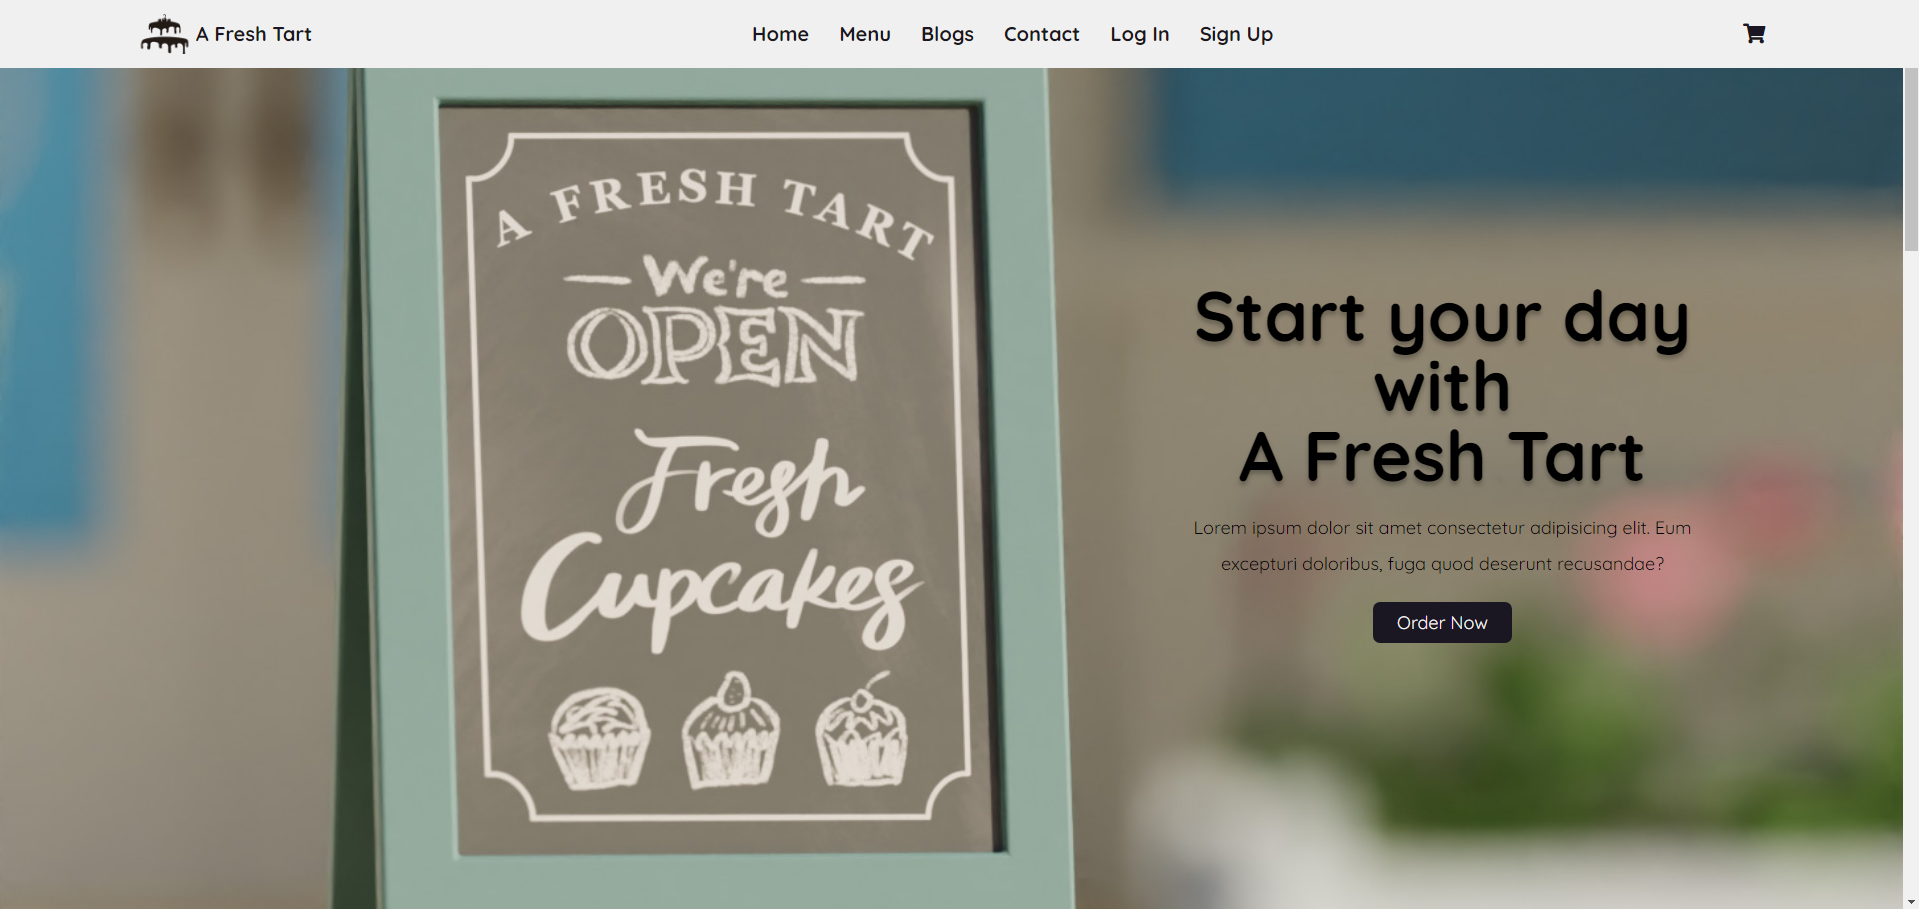 A Fresh Tart
Home Menu Blogs Contact Log In Sign Up
A FRESH TART
We're
OPEN
Fresh
Cupcakes
Start your day
with
A Fresh Tart
Lorem ipsum dolor sit amet consectetur adipisicing elit. Eum
excepturi doloribus, fuga quod deserunt recusandae?
Order Now